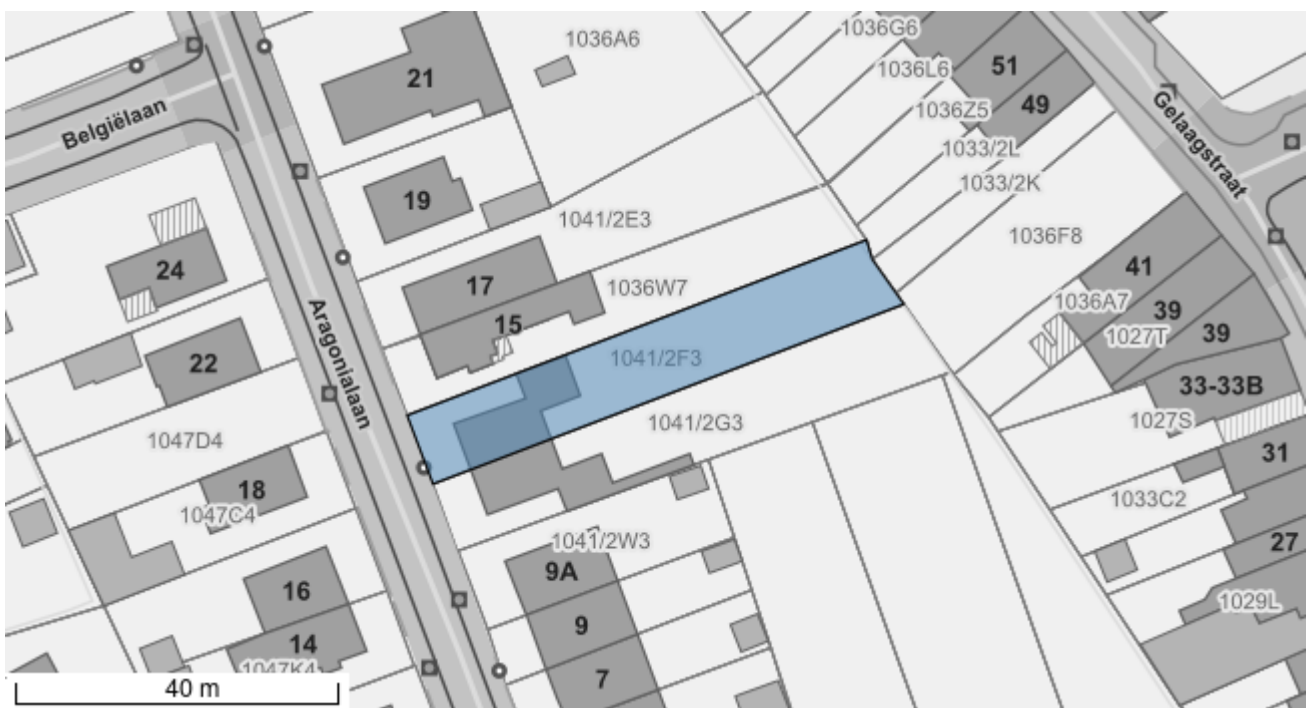 1036G6
1036A6
1036L6
51
21
49
Gelaagstraat
1036Z5
Belgiëlaan
1033/2L
1033/2K
19
1041/2E3
1036F8
24
41
17
1036W7
1036A7
39
15
1027T
39
Aragonialaan
1041/2F3
22
33-33B
1041/2G3
1027S
1047D4
31
18
1033C2
1047C4
1041/2W3
27
9A
16
1029L
9
14
1047K4
7
40 m